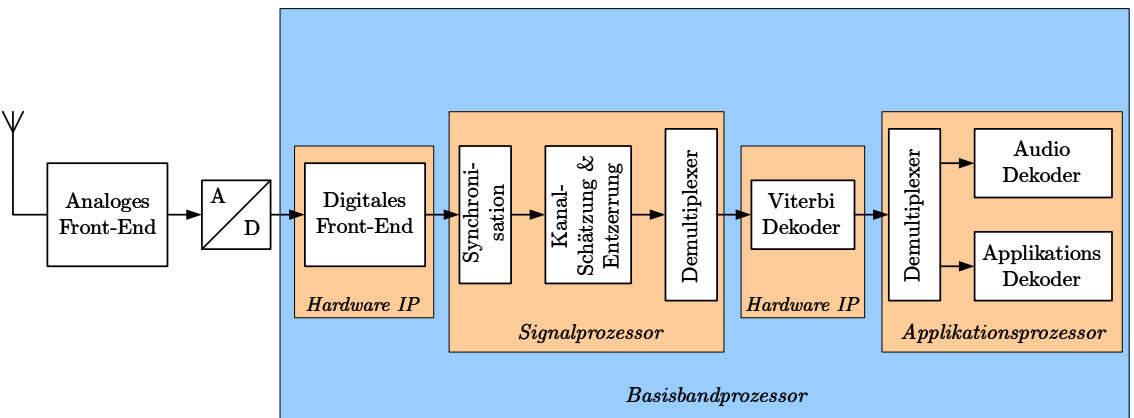 Analoges
Front-End
A
D
Digitales
Front-End
Hardware IP
Synchroni-
sation
Kanal-
Schätzung &
Entzerrung
Demultiplexer
Signalprozessor
Viterbi
Dekoder
Hardware IP
Demultiplexer
Audio
Dekoder
Applikations
Dekoder
Applikationsprozessor
Basisbandprozessor